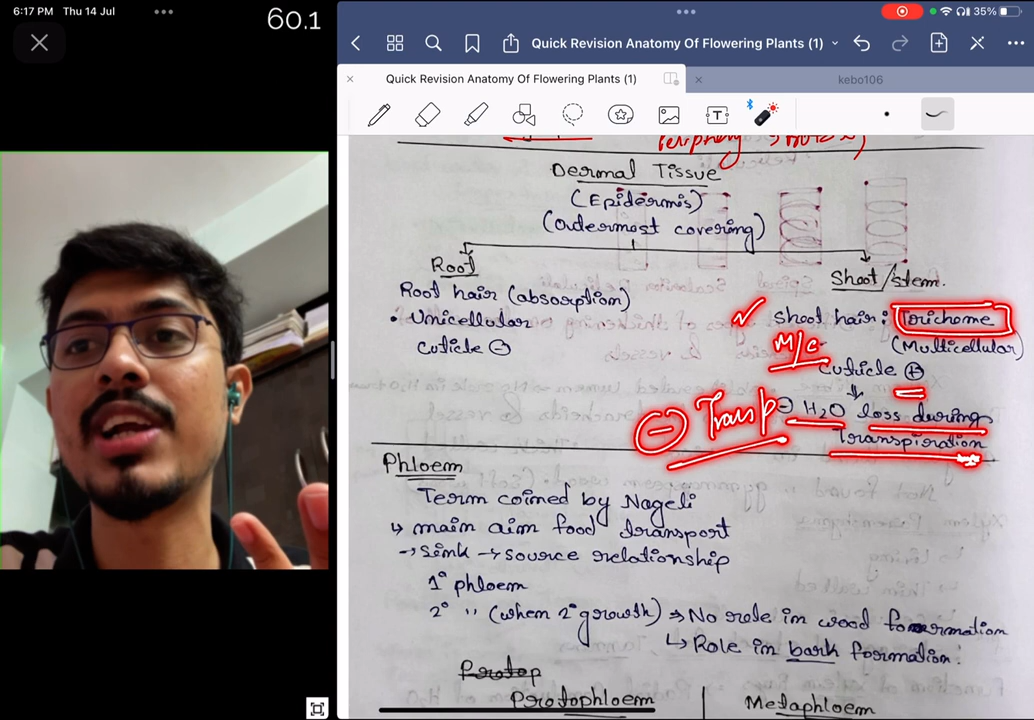 6:17 PM Thu 14 Jul
60.1
35%
Quick Revision Anatomy Of Flowering Plants (1)
Quick Revision Anatomy Of Flowering Plants (1)
kebo106
T
Periphery
Dermal Tissue
(Epidermis)
(Outermost covering)
Root
Root hair (absorption)
• Unicellular
Cuticle ⊖
Shoot/stem.
Shoot hair: Trichome
(Multicellular)
M/c
Cuticle ⊕
⊖ H2O loss during
Transpiration
⊖ Transp
Phloem
Term coined by Nageli
↳ main aim food transport
→ Sink → source relationship
1° phloem
2° " (when 2° growth) ⇒ No role in wood formation
↳ Role in bark formation.
Protop
Protophloem
Metaphloem